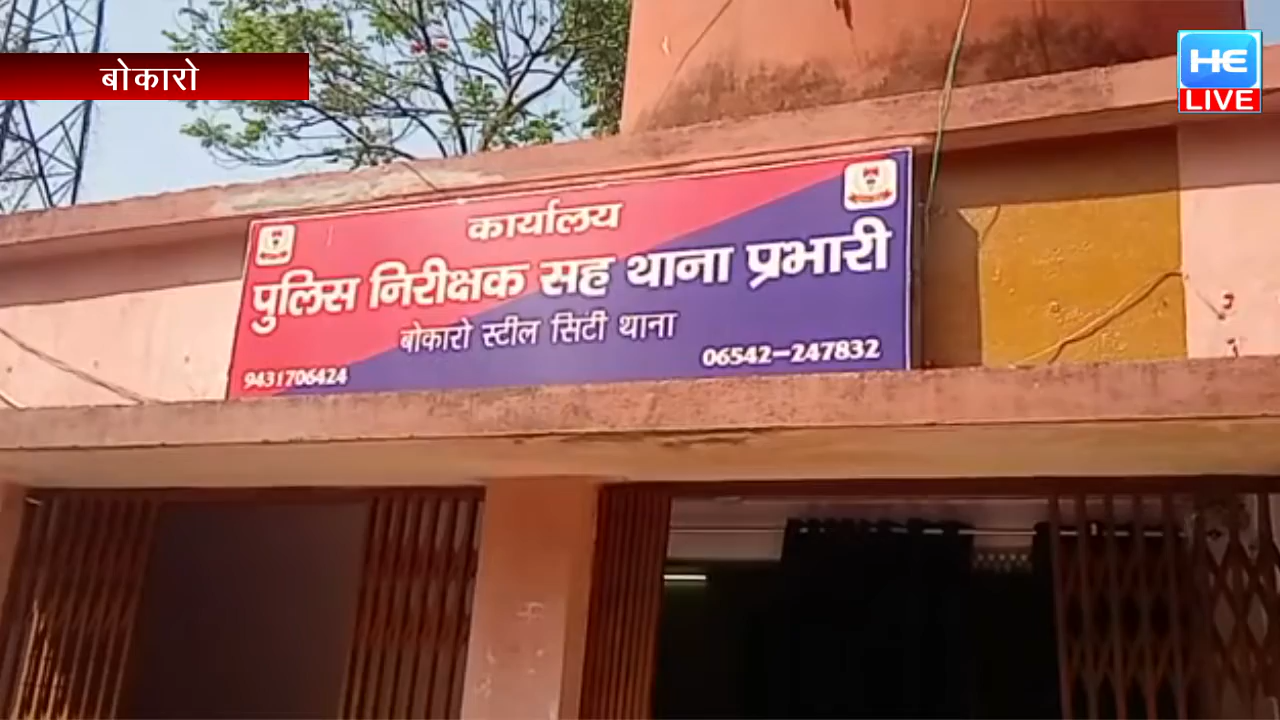 बोकारो
HE
LIVE
कार्यालय
पुलिस निरीक्षक सह थाना प्रभारी
बोकारो स्टील सिटी थाना
9431706424
06542-247832